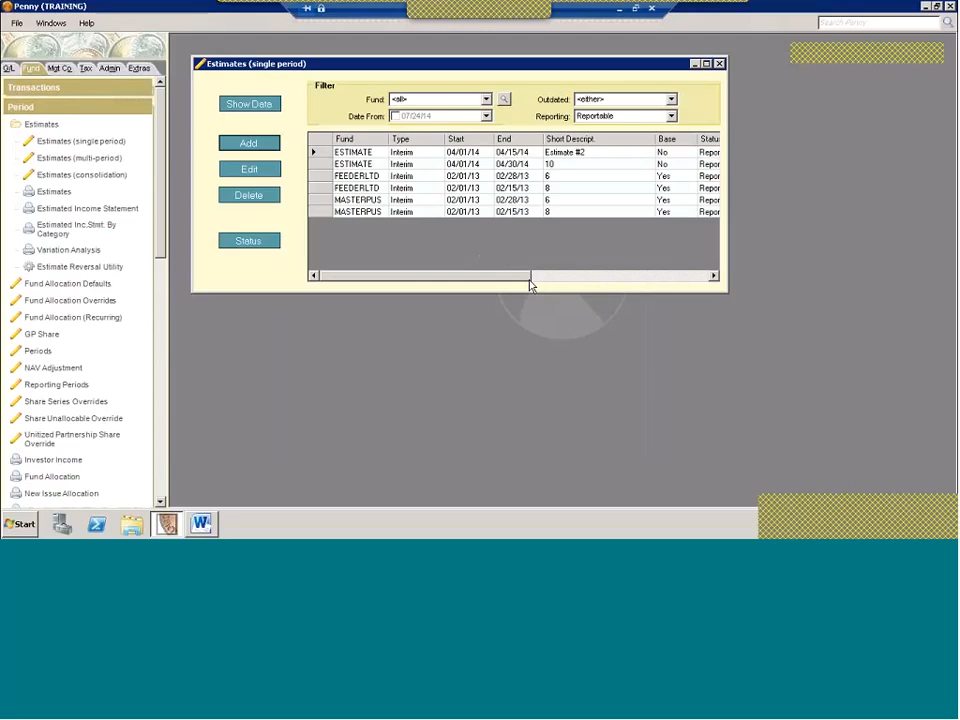 Penny (TRAINING)
File Windows Help
Search Penny
G/L Fund Mgt Co Tax Admin Extras
Transactions
Period
Estimates
Estimates (single period)
Estimates (multi-period)
Estimates (consolidation)
Estimates
Estimated Income Statement
Estimated Inc.Stmt. By
Category
Variation Analysis
Estimate Reversal Utility
Fund Allocation Defaults
Fund Allocation Overrides
Fund Allocation (Recurring)
GP Share
Periods
NAV Adjustment
Reporting Periods
Share Series Overrides
Share Unallocable Override
Unitized Partnership Share
Override
Investor Income
Fund Allocation
New Issue Allocation
Estimates (single period)
Show Data
Add
Edit
Delete
Status
Filter
Fund: <all> Outdated: <either>
Date From: 07/24/14 Reporting: Reportable
Fund Type Start End Short Descript. Base Statu
ESTIMATE Interim 04/01/14 04/15/14 Estimate #2 No Repor
ESTIMATE Interim 04/01/14 04/30/14 10 No Repor
FEEDERLTD Interim 02/01/13 02/28/13 6 Yes Repor
FEEDERLTD Interim 02/01/13 02/15/13 8 Yes Repor
MASTERPUS Interim 02/01/13 02/28/13 6 Yes Repor
MASTERPUS Interim 02/01/13 02/15/13 8 Yes Repor
Start